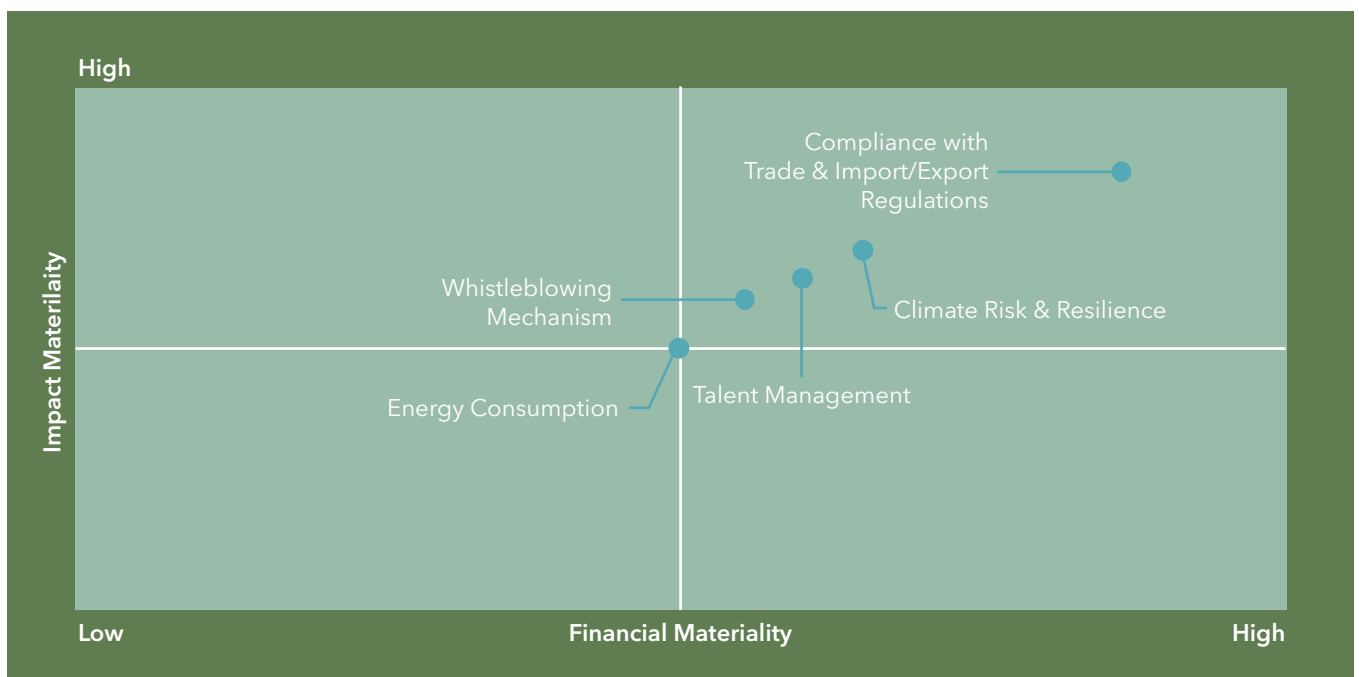 High
Compliance with
Trade & Import/Export
Regulations
Whistleblowing
Mechanism
Climate Risk & Resilience
Impact Materilaity
Energy Consumption
Talent Management
Low
Financial Materiality
High